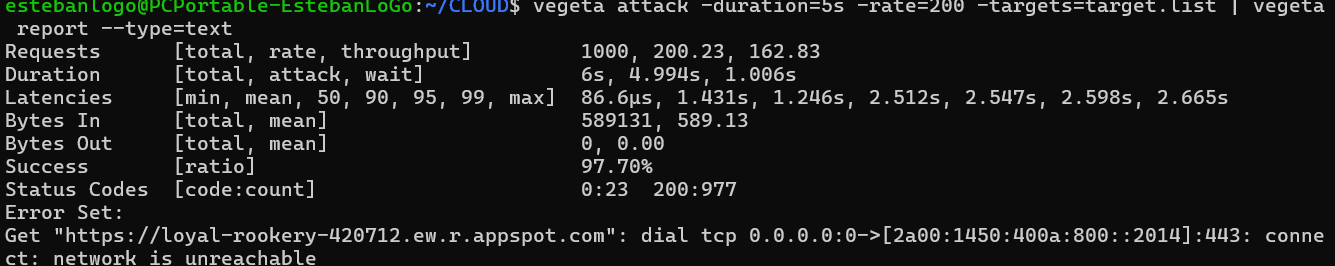 estebanlogo@PCPortable-EstebanLoGo:~/CLOUD$ vegeta attack -duration=5s -rate=200 -targets=target.list | vegeta
 report --type=text
Requests      [total, rate, throughput]         1000, 200.23, 162.83
Duration      [total, attack, wait]             6s, 4.994s, 1.006s
Latencies     [min, mean, 50, 90, 95, 99, max]  86.6µs, 1.431s, 1.246s, 2.512s, 2.547s, 2.598s, 2.665s
Bytes In      [total, mean]                     589131, 589.13
Bytes Out     [total, mean]                     0, 0.00
Success       [ratio]                           97.70%
Status Codes  [code:count]                      0:23  200:977
Error Set:
Get "https://loyal-rookery-420712.ew.r.appspot.com": dial tcp 0.0.0.0:0->[2a00:1450:400a:800::2014]:443: conne
ct: network is unreachable